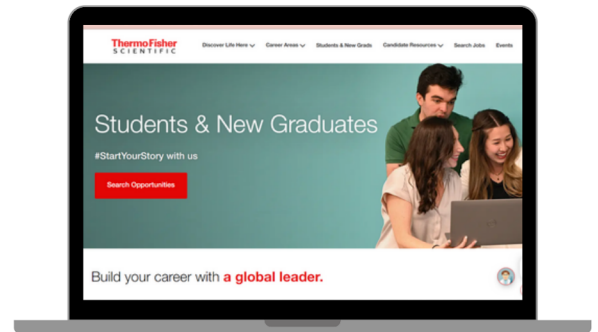 ThermoFisher
SCIENTIFIC
Discover Life Here
Career Areas
Students & New Grads
Candidate Resources
Search Jobs
Events
Students & New Graduates
#StartYourStory with us
Search Opportunities
Build your career with a global leader.